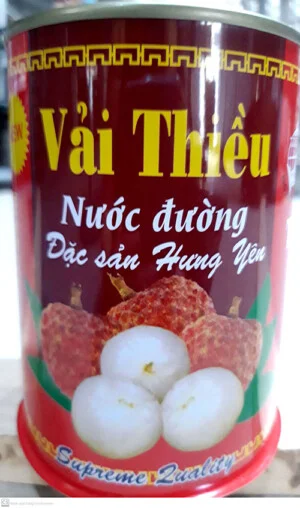 Vải Thiều
Nước đường
Đặc sản Hưng Yên
Supreme Quality